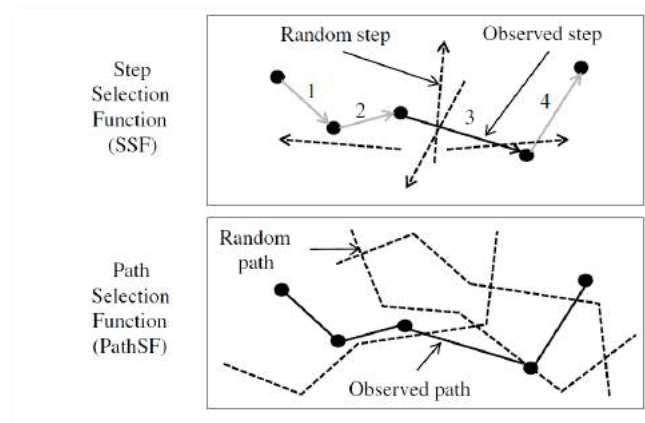 Step
Selection
Function
(SSF)
Random step
Observed step
1
2
3
4
Path
Selection
Function
(PathSF)
Random
path
Observed path